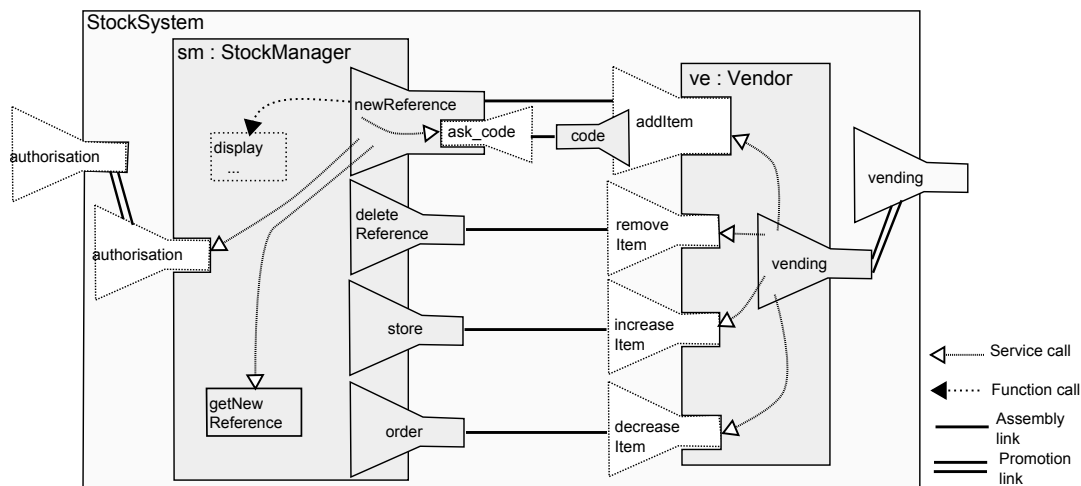 StockSystem
sm : StockManager
ve : Vendor
newReference
ask_code
code
addItem
display
...
authorisation
authorisation
vending
delete
Reference
remove
Item
vending
store
increase
Item
getNew
Reference
order
decrease
Item
Service call
Function call
Assembly
link
Promotion
link